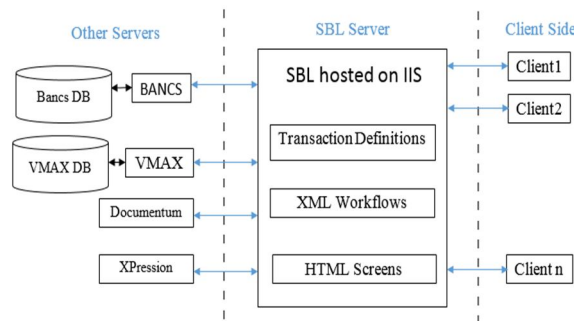 Other Servers
SBL Server
Client Side
SBL hosted on IIS
Bancs DB
BANCS
Client1
Client2
Transaction Definitions
VMAX DB
VMAX
XML Workflows
Documentum
XPression
HTML Screens
Client n